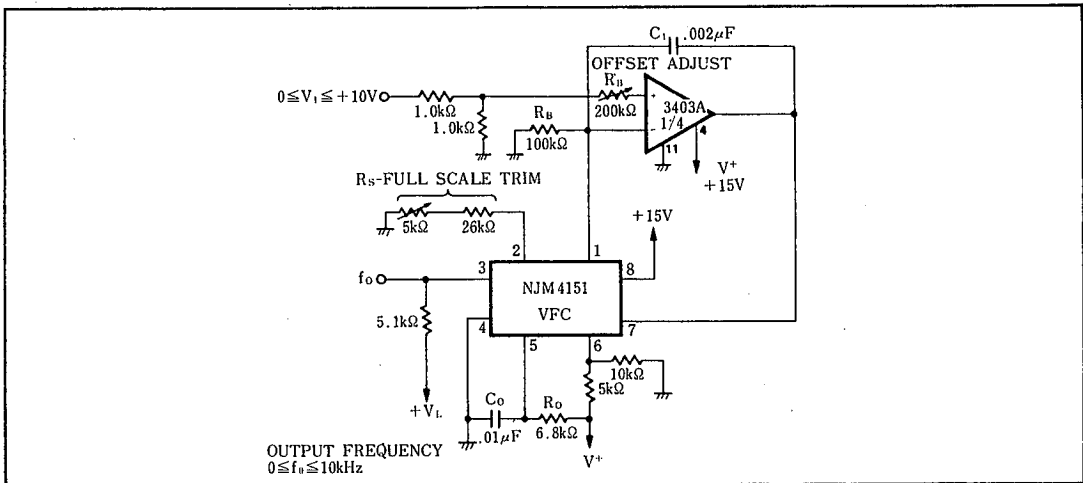 C₁ .002μF
OFFSET ADJUST
0≦V₁≦+10V
1.0kΩ
1.0kΩ
R'B
200kΩ
+
3403A
1/4
−
4
11
V⁺
+15V
RB
100kΩ
Rs-FULL SCALE TRIM
5kΩ
26kΩ
+15V
2
1
f₀
3
8
NJM4151
VFC
5.1kΩ
4
7
5
6
10kΩ
5kΩ
+VL
C₀
.01μF
R₀
6.8kΩ
V⁺
OUTPUT FREQUENCY
0≦f₀≦10kHz